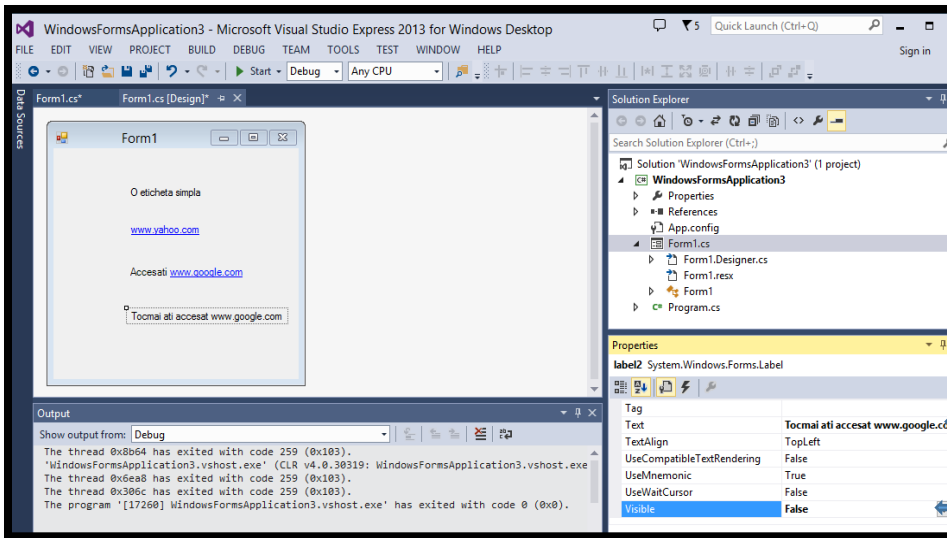 WindowsFormsApplication3 - Microsoft Visual Studio Express 2013 for Windows Desktop
5
Quick Launch (Ctrl+Q)
FILE EDIT VIEW PROJECT BUILD DEBUG TEAM TOOLS TEST WINDOW HELP
Sign in
Start Debug Any CPU
Data Sources
Form1.cs* Form1.cs [Design]*
Form1
O eticheta simpla
www.yahoo.com
Accesati www.google.com
Tocmai ati accesat www.google.com
Output
Show output from: Debug
The thread 0x8b64 has exited with code 259 (0x103).
'WindowsFormsApplication3.vshost.exe' (CLR v4.0.30319: WindowsFormsApplication3.vshost.exe
The thread 0x6ea8 has exited with code 259 (0x103).
The thread 0x306c has exited with code 259 (0x103).
The program '[17260] WindowsFormsApplication3.vshost.exe' has exited with code 0 (0x0).
Solution Explorer
Search Solution Explorer (Ctrl+;)
Solution 'WindowsFormsApplication3' (1 project)
C# WindowsFormsApplication3
Properties
References
App.config
Form1.cs
Form1.Designer.cs
Form1.resx
Form1
C# Program.cs
Properties
label2 System.Windows.Forms.Label
Tag
Text Tocmai ati accesat www.google.co
TextAlign TopLeft
UseCompatibleTextRendering False
UseMnemonic True
UseWaitCursor False
Visible False